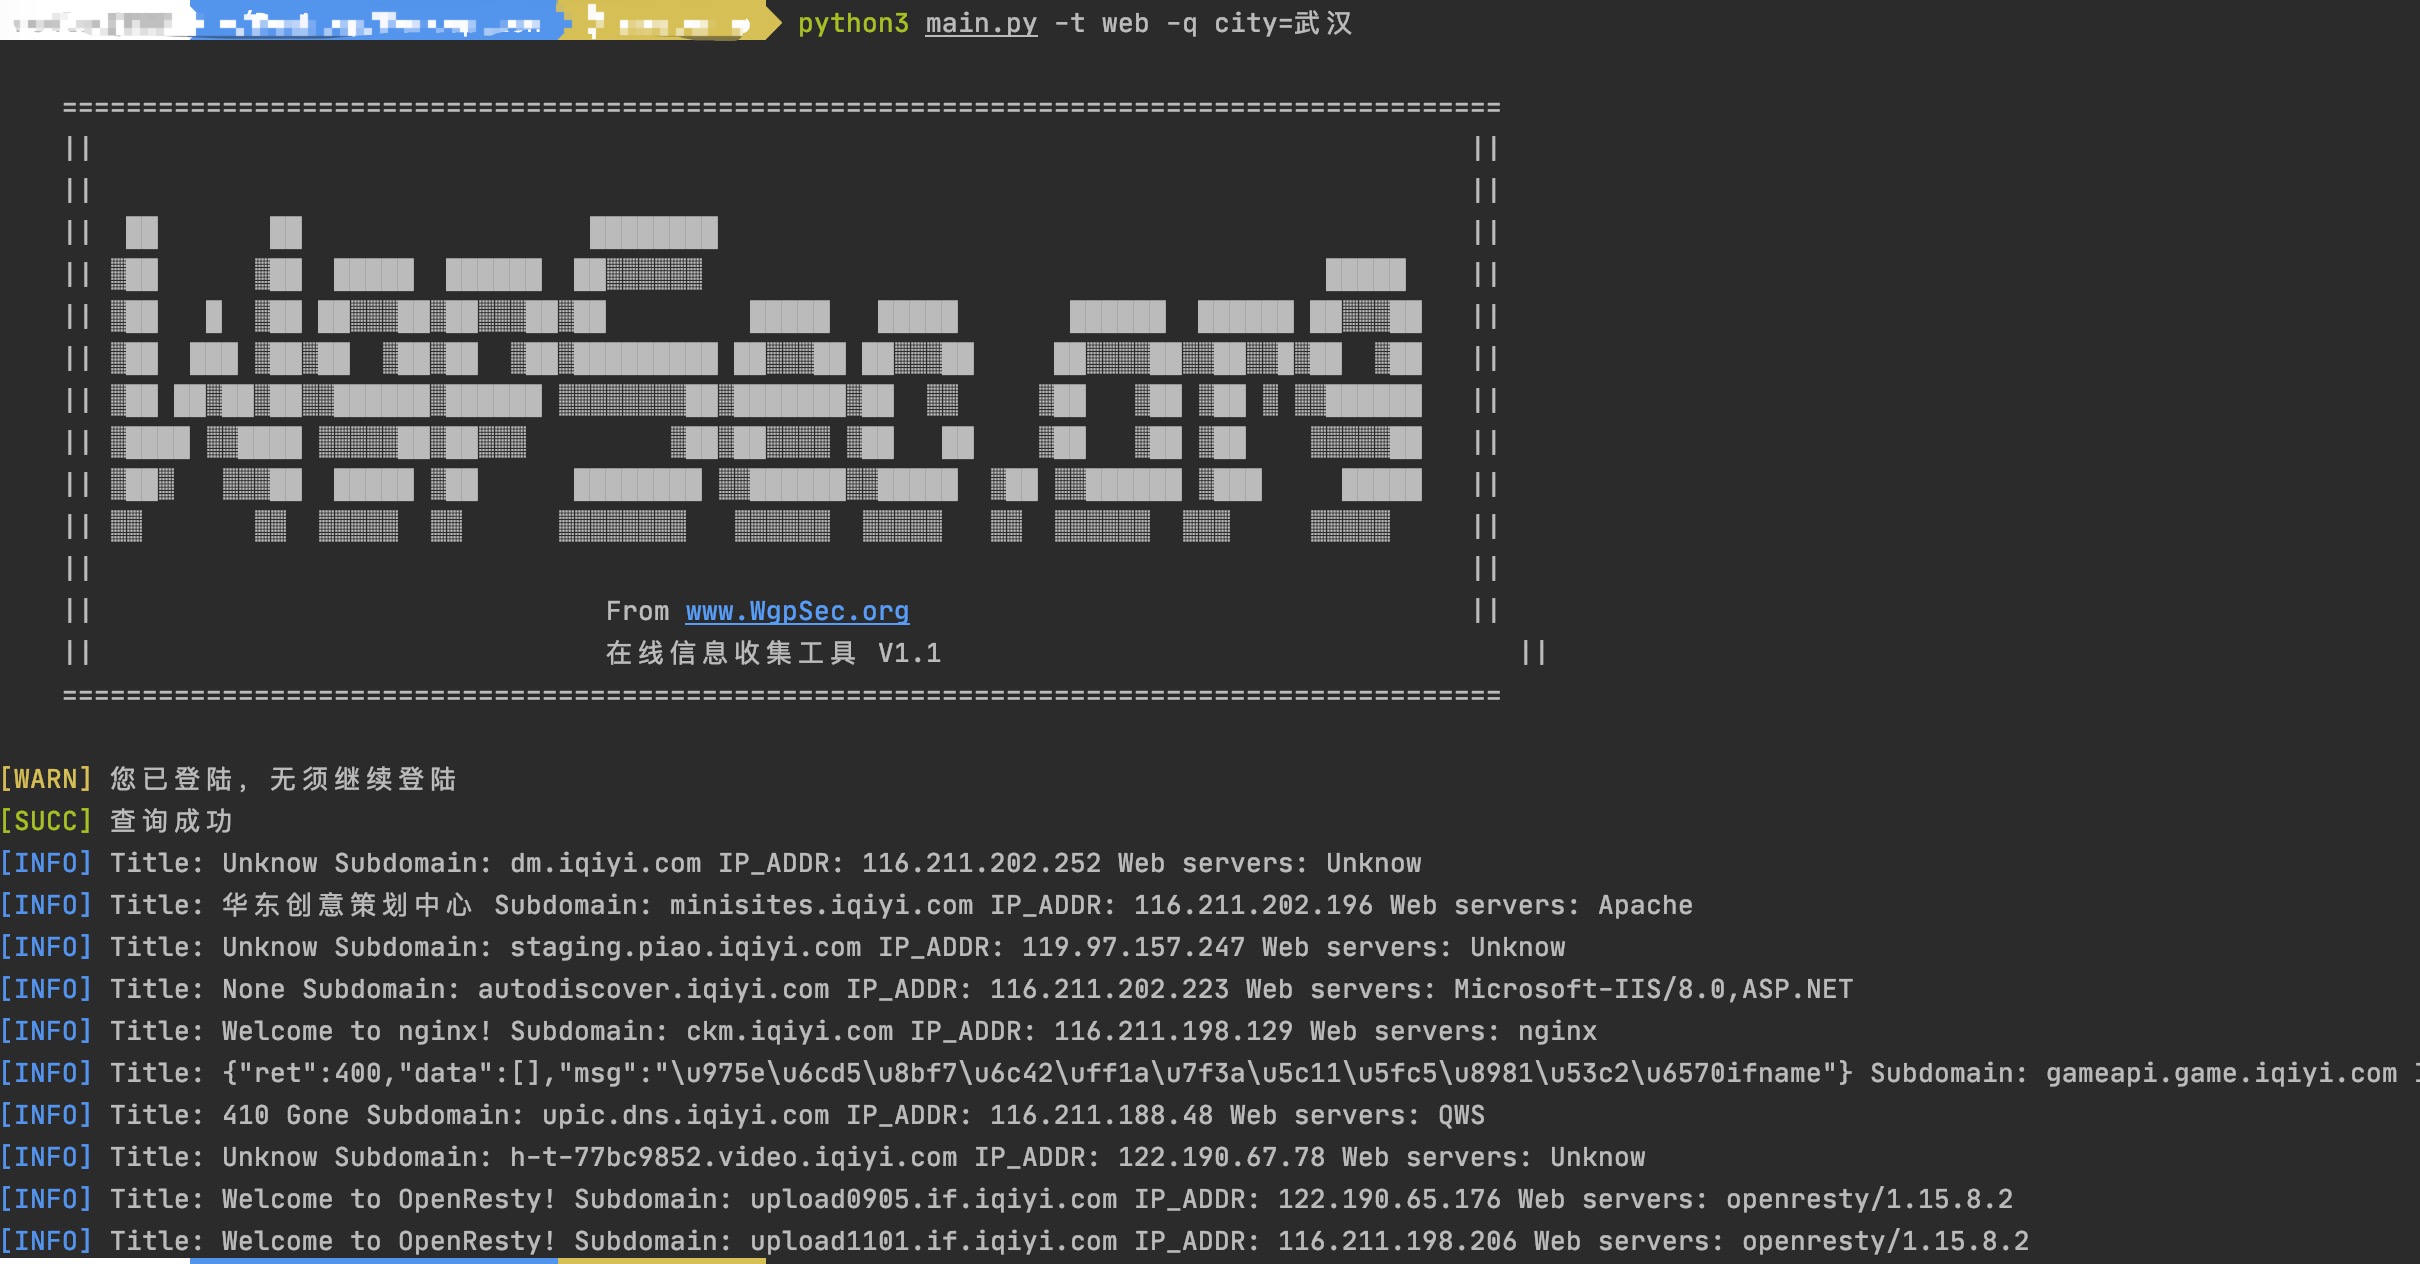 python3 main.py -t web -q city=武汉
==========================================================================================
WgpSec.org
From www.WgpSec.org
在线信息收集工具 V1.1
==========================================================================================
[WARN] 您已登陆, 无须继续登陆
[SUCC] 查询成功
[INFO] Title: Unknow Subdomain: dm.iqiyi.com IP_ADDR: 116.211.202.252 Web servers: Unknow
[INFO] Title: 华东创意策划中心 Subdomain: minisites.iqiyi.com IP_ADDR: 116.211.202.196 Web servers: Apache
[INFO] Title: Unknow Subdomain: staging.piao.iqiyi.com IP_ADDR: 119.97.157.247 Web servers: Unknow
[INFO] Title: None Subdomain: autodiscover.iqiyi.com IP_ADDR: 116.211.202.223 Web servers: Microsoft-IIS/8.0,ASP.NET
[INFO] Title: Welcome to nginx! Subdomain: ckm.iqiyi.com IP_ADDR: 116.211.198.129 Web servers: nginx
[INFO] Title: {"ret":400,"data":[],"msg":"\u975e\u6cd5\u8bf7\u6c42\uff1a\u7f3a\u5c11\u5fc5\u8981\u53c2\u6570ifname"} Subdomain: gameapi.game.iqiyi.com
[INFO] Title: 410 Gone Subdomain: upic.dns.iqiyi.com IP_ADDR: 116.211.188.48 Web servers: QWS
[INFO] Title: Unknow Subdomain: h-t-77bc9852.video.iqiyi.com IP_ADDR: 122.190.67.78 Web servers: Unknow
[INFO] Title: Welcome to OpenResty! Subdomain: upload0905.if.iqiyi.com IP_ADDR: 122.190.65.176 Web servers: openresty/1.15.8.2
[INFO] Title: Welcome to OpenResty! Subdomain: upload1101.if.iqiyi.com IP_ADDR: 116.211.198.206 Web servers: openresty/1.15.8.2